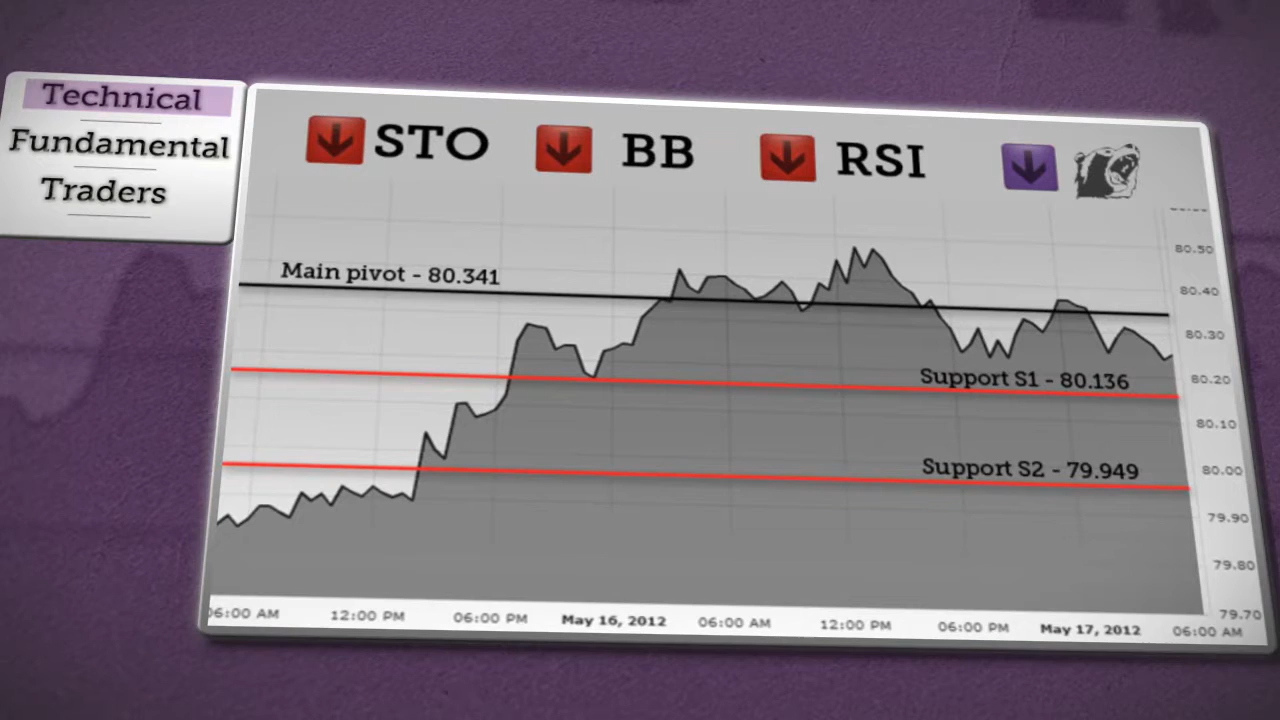 Technical
Fundamental
Traders
STO
BB
RSI
Main pivot - 80.341
Support S1 - 80.136
Support S2 - 79.949
80.50
80.40
80.30
80.20
80.10
80.00
79.90
79.80
79.70
06:00 AM
12:00 PM
06:00 PM
May 16, 2012
06:00 AM
12:00 PM
06:00 PM
May 17, 2012
06:00 AM